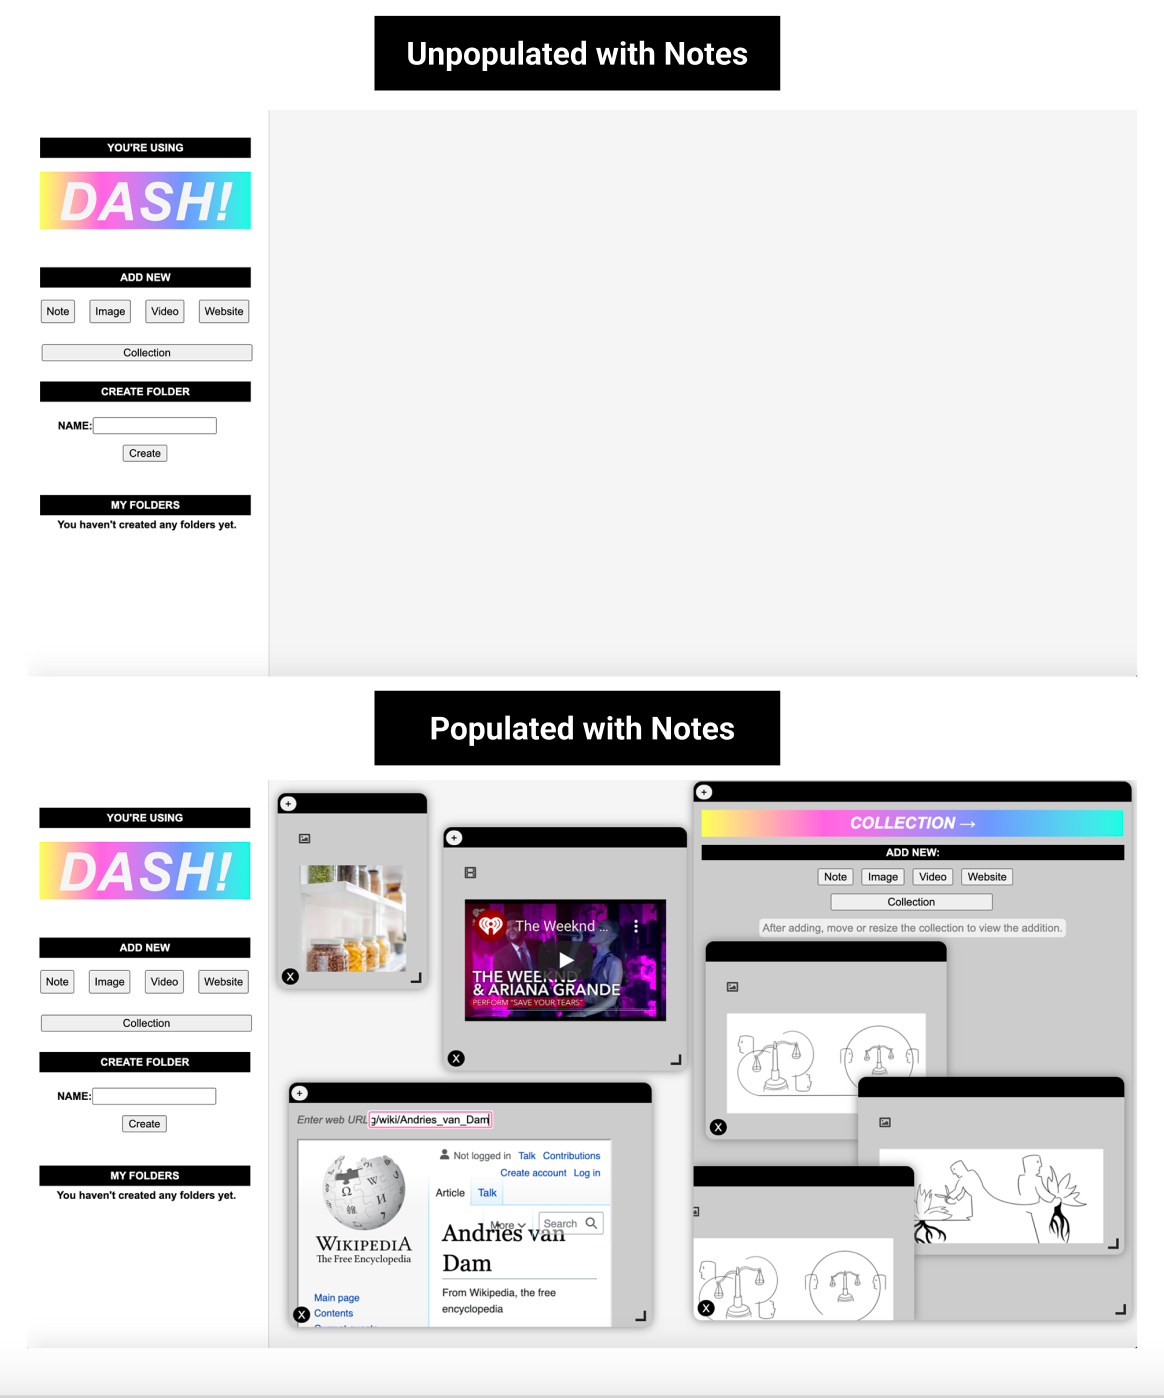 Unpopulated with Notes
YOU'RE USING
DASH!
ADD NEW
Note Image Video Website
Collection
CREATE FOLDER
NAME:
Create
MY FOLDERS
You haven't created any folders yet.
Populated with Notes
YOU'RE USING
DASH!
ADD NEW
Note Image Video Website
Collection
CREATE FOLDER
NAME:
Create
MY FOLDERS
You haven't created any folders yet.
+
X
+
The Weeknd ...
THE WEEKND
& ARIANA GRANDE
PERFORM "SAVE YOUR TEARS"
X
+
COLLECTION →
ADD NEW:
Note Image Video Website
Collection
After adding, move or resize the collection to view the addition.
X
X
+
Enter web URL g/wiki/Andries_van_Dam
Not logged in Talk Contributions
Create account Log in
Article Talk
More Search
WIKIPEDIA
The Free Encyclopedia
Andries van
Dam
From Wikipedia, the free
encyclopedia
Main page
Contents
X